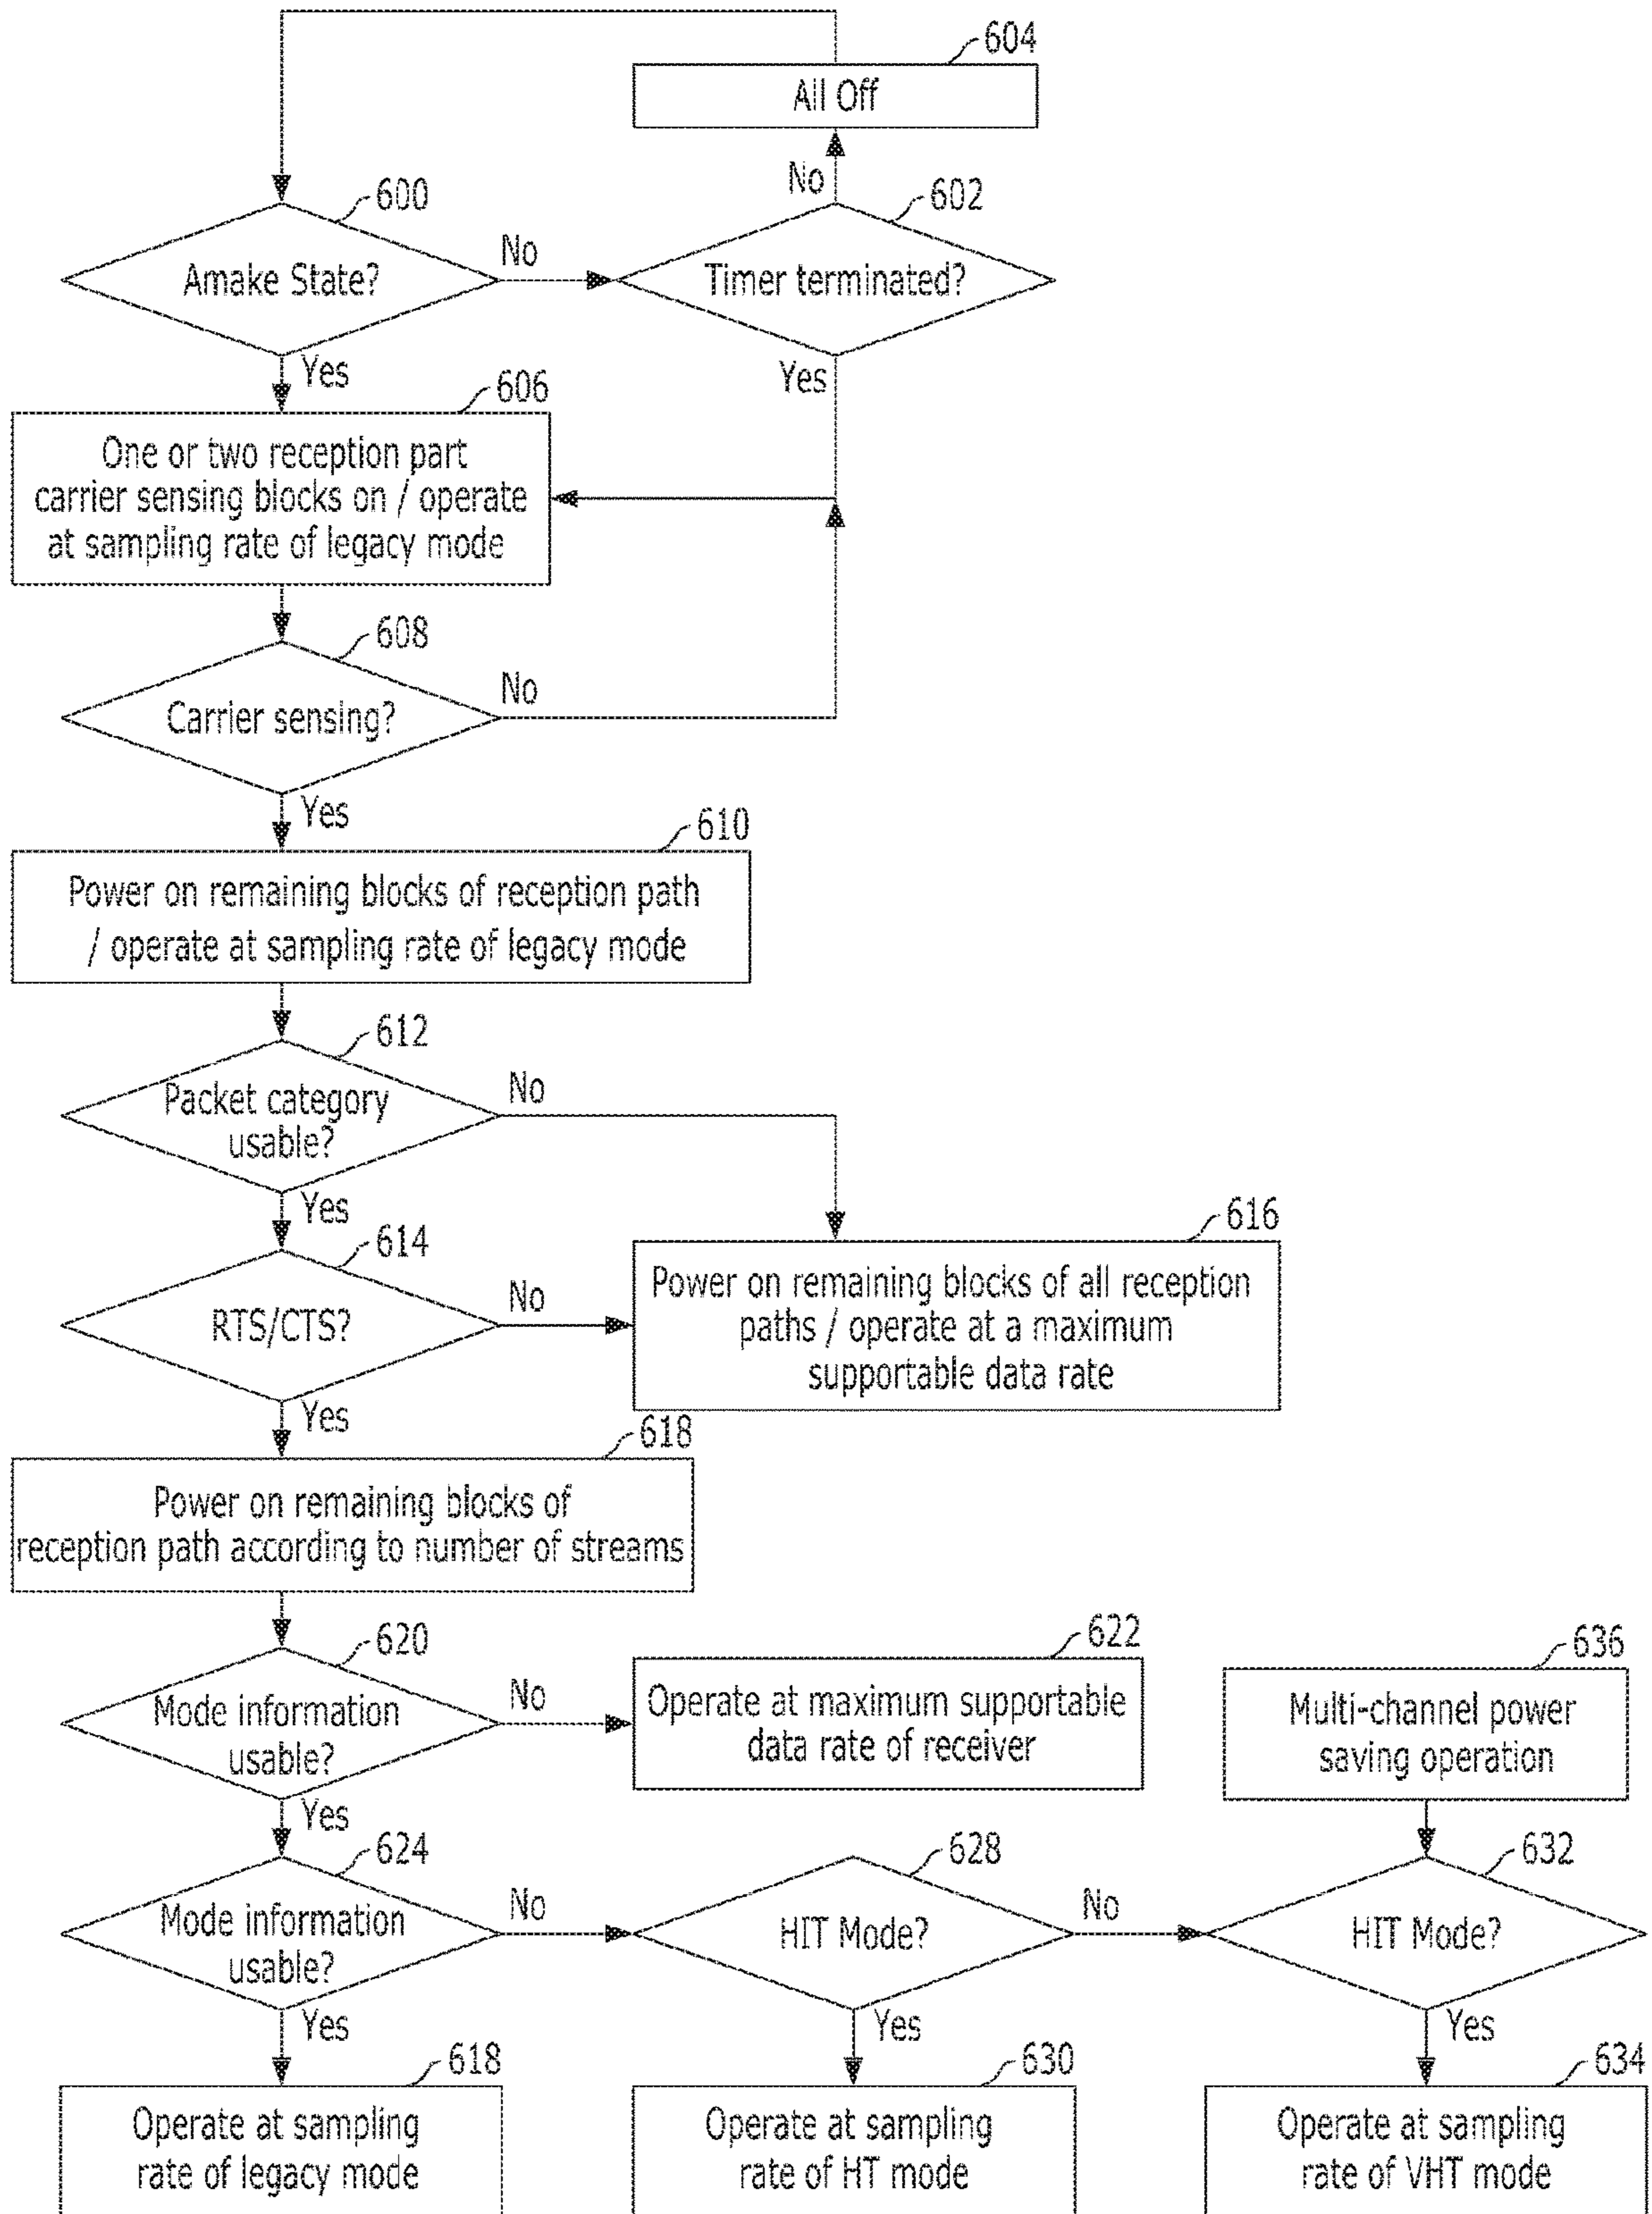 604
All Off
No
600
602
Amake State?
No
Timer terminated?
Yes
Yes
606
One or two reception part
carrier sensing blocks on / operate
at sampling rate of legacy mode
608
Carrier sensing?
No
Yes
610
Power on remaining blocks of reception path
/ operate at sampling rate of legacy mode
612
Packet category
usable?
No
Yes
614
616
RTS/CTS?
No
Power on remaining blocks of all reception
paths / operate at a maximum
supportable data rate
Yes
618
Power on remaining blocks of
reception path according to number of streams
620
622
636
Mode information
usable?
No
Operate at maximum supportable
data rate of receiver
Multi-channel power
saving operation
Yes
624
628
632
Mode information
usable?
No
HIT Mode?
No
HIT Mode?
Yes
Yes
Yes
618
630
634
Operate at sampling
rate of legacy mode
Operate at sampling
rate of HT mode
Operate at sampling
rate of VHT mode